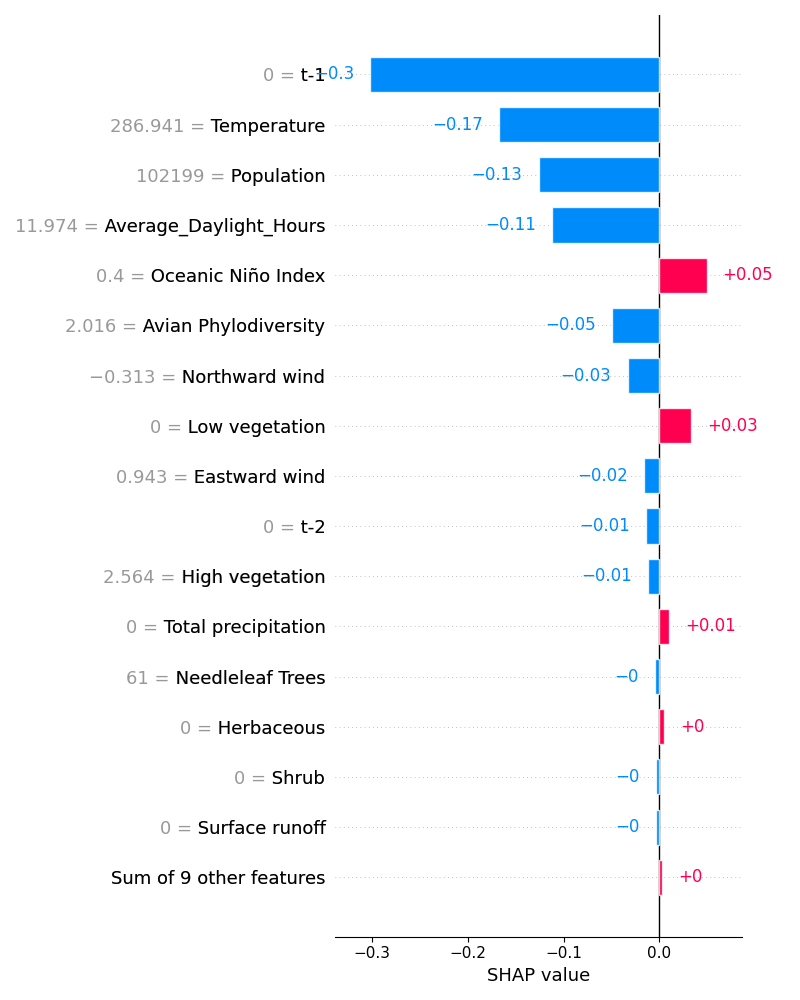 0 = t-1 −0.3
286.941 = Temperature −0.17
102199 = Population −0.13
11.974 = Average_Daylight_Hours −0.11
0.4 = Oceanic Niño Index +0.05
2.016 = Avian Phylodiversity −0.05
−0.313 = Northward wind −0.03
0 = Low vegetation +0.03
0.943 = Eastward wind −0.02
0 = t-2 −0.01
2.564 = High vegetation −0.01
0 = Total precipitation +0.01
61 = Needleleaf Trees −0
0 = Herbaceous +0
0 = Shrub −0
0 = Surface runoff −0
Sum of 9 other features +0
−0.3 −0.2 −0.1 0.0
SHAP value